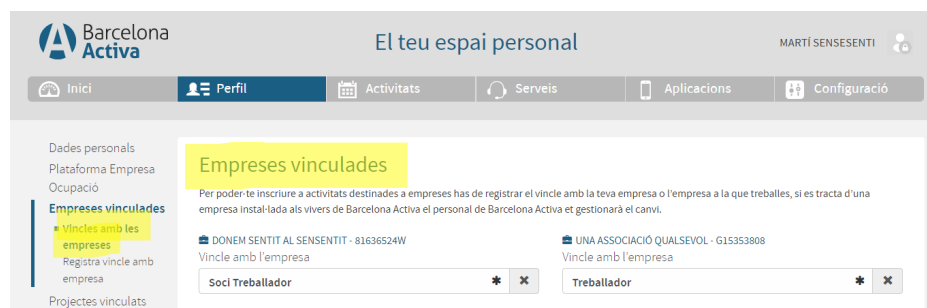 Barcelona
Activa
El teu espai personal
MARTÍ SENSESENTI
Inici
Perfil
Activitats
Serveis
Aplicacions
Configuració
Dades personals
Plataforma Empresa
Ocupació
Empreses vinculades
Vincles amb les
empreses
Registra vincle amb
empresa
Projectes vinculats
Empreses vinculades
Per poder-te inscriure a activitats destinades a empreses has de registrar el vincle amb la teva empresa o l'empresa a la que treballes, si es tracta d'una
empresa instal·lada als vivers de Barcelona Activa el personal de Barcelona Activa et gestionarà el canvi.
DONEM SENTIT AL SENSENTIT - 81636524W
Vincle amb l'empresa
Soci Treballador
UNA ASSOCIACIÓ QUALSEVOL - G15353808
Vincle amb l'empresa
Treballador